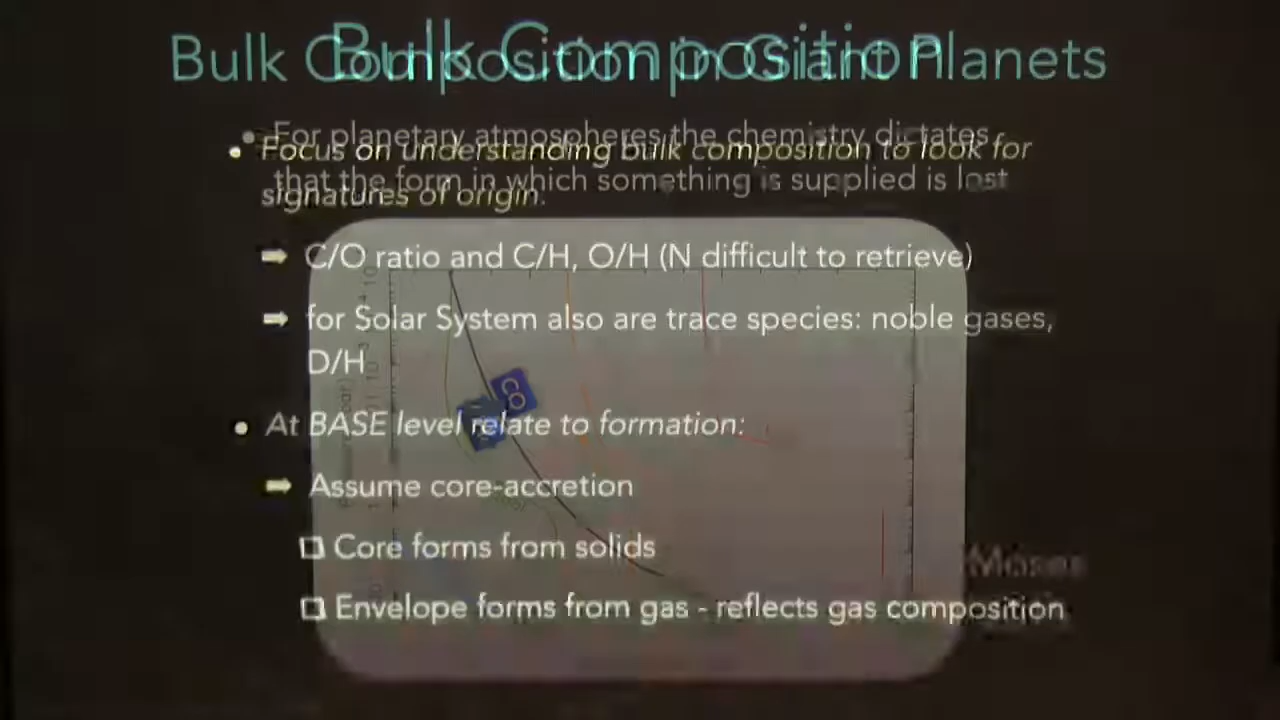 Bulk Composition in Giant Planets
Bulk Composition
For planetary atmospheres the chemistry dictates
that the form in which something is supplied is lost
Focus on understanding bulk composition to look for
signatures of origin:
C/O ratio and C/H, O/H (N difficult to retrieve)
for Solar System also are trace species: noble gases,
D/H
CO
At BASE level relate to formation:
Assume core-accretion
Core forms from solids
Moses
Envelope forms from gas - reflects gas composition